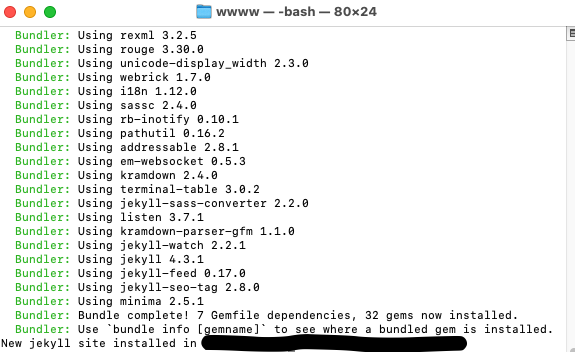 wwww — -bash — 80×24
Bundler: Using rexml 3.2.5
Bundler: Using rouge 3.30.0
Bundler: Using unicode-display_width 2.3.0
Bundler: Using webrick 1.7.0
Bundler: Using i18n 1.12.0
Bundler: Using sassc 2.4.0
Bundler: Using rb-inotify 0.10.1
Bundler: Using pathutil 0.16.2
Bundler: Using addressable 2.8.1
Bundler: Using em-websocket 0.5.3
Bundler: Using kramdown 2.4.0
Bundler: Using terminal-table 3.0.2
Bundler: Using jekyll-sass-converter 2.2.0
Bundler: Using listen 3.7.1
Bundler: Using kramdown-parser-gfm 1.1.0
Bundler: Using jekyll-watch 2.2.1
Bundler: Using jekyll 4.3.1
Bundler: Using jekyll-feed 0.17.0
Bundler: Using jekyll-seo-tag 2.8.0
Bundler: Using minima 2.5.1
Bundler: Bundle complete! 7 Gemfile dependencies, 32 gems now installed.
Bundler: Use `bundle info [gemname]` to see where a bundled gem is installed.
New jekyll site installed in